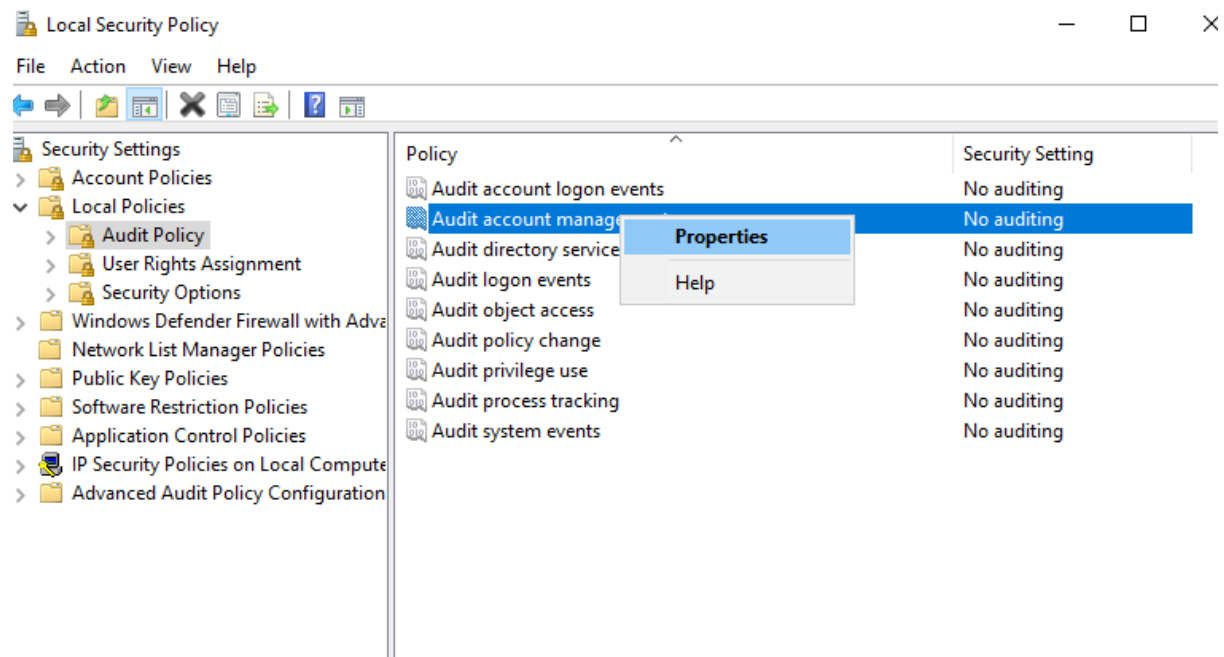 Local Security Policy
File Action View Help
Security Settings
Account Policies
Local Policies
Audit Policy
User Rights Assignment
Security Options
Windows Defender Firewall with Adva
Network List Manager Policies
Public Key Policies
Software Restriction Policies
Application Control Policies
IP Security Policies on Local Compute
Advanced Audit Policy Configuration
Policy Security Setting
Audit account logon events No auditing
Audit account manage No auditing
Audit directory service No auditing
Audit logon events No auditing
Audit object access No auditing
Audit policy change No auditing
Audit privilege use No auditing
Audit process tracking No auditing
Audit system events No auditing
Properties
Help